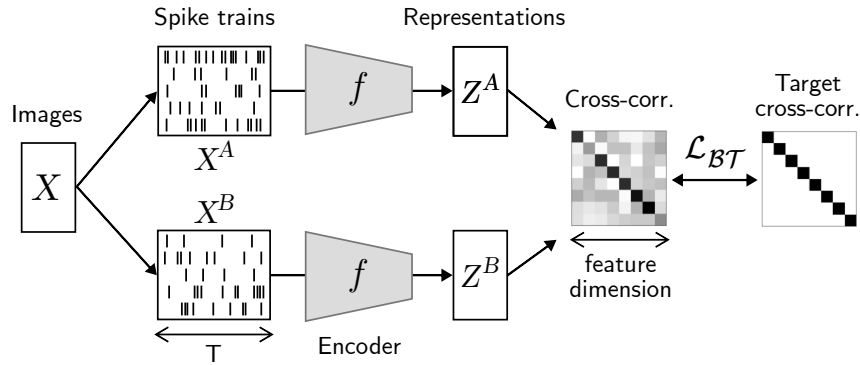 Spike trains
Representations
Images
X
X^A
f
Z^A
Cross-corr.
Target
cross-corr.
L_BT
X^B
f
Z^B
feature
dimension
T
Encoder